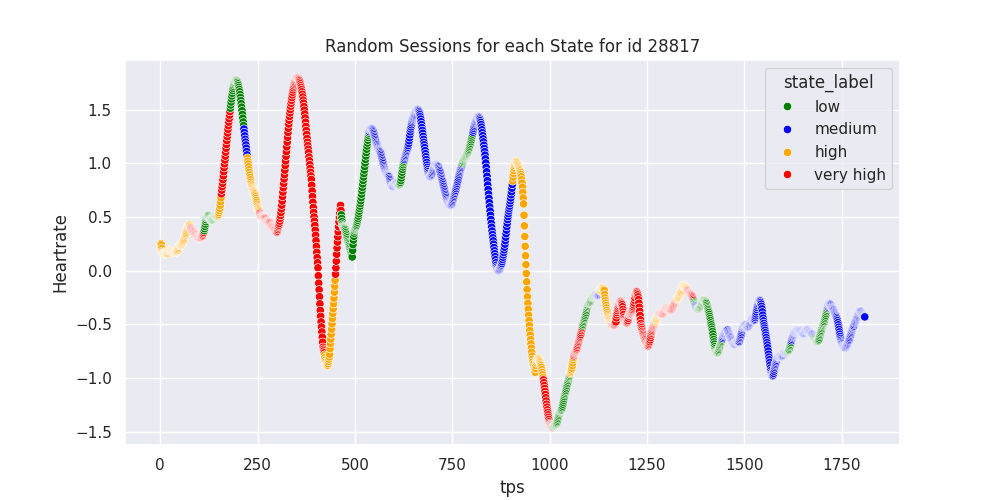 Random Sessions for each State for id 28817
state_label
low
medium
high
very high
Heartrate
1.5
1.0
0.5
0.0
−0.5
−1.0
−1.5
0 250 500 750 1000 1250 1500 1750
tps